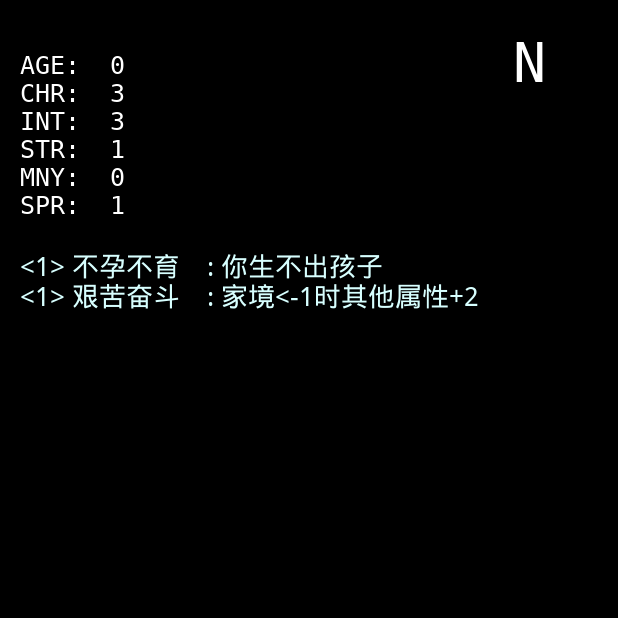 N
AGE: 0
CHR: 3
INT: 3
STR: 1
MNY: 0
SPR: 1
<1> 不孕不育 : 你生不出孩子
<1> 艰苦奋斗 : 家境<-1时其他属性+2